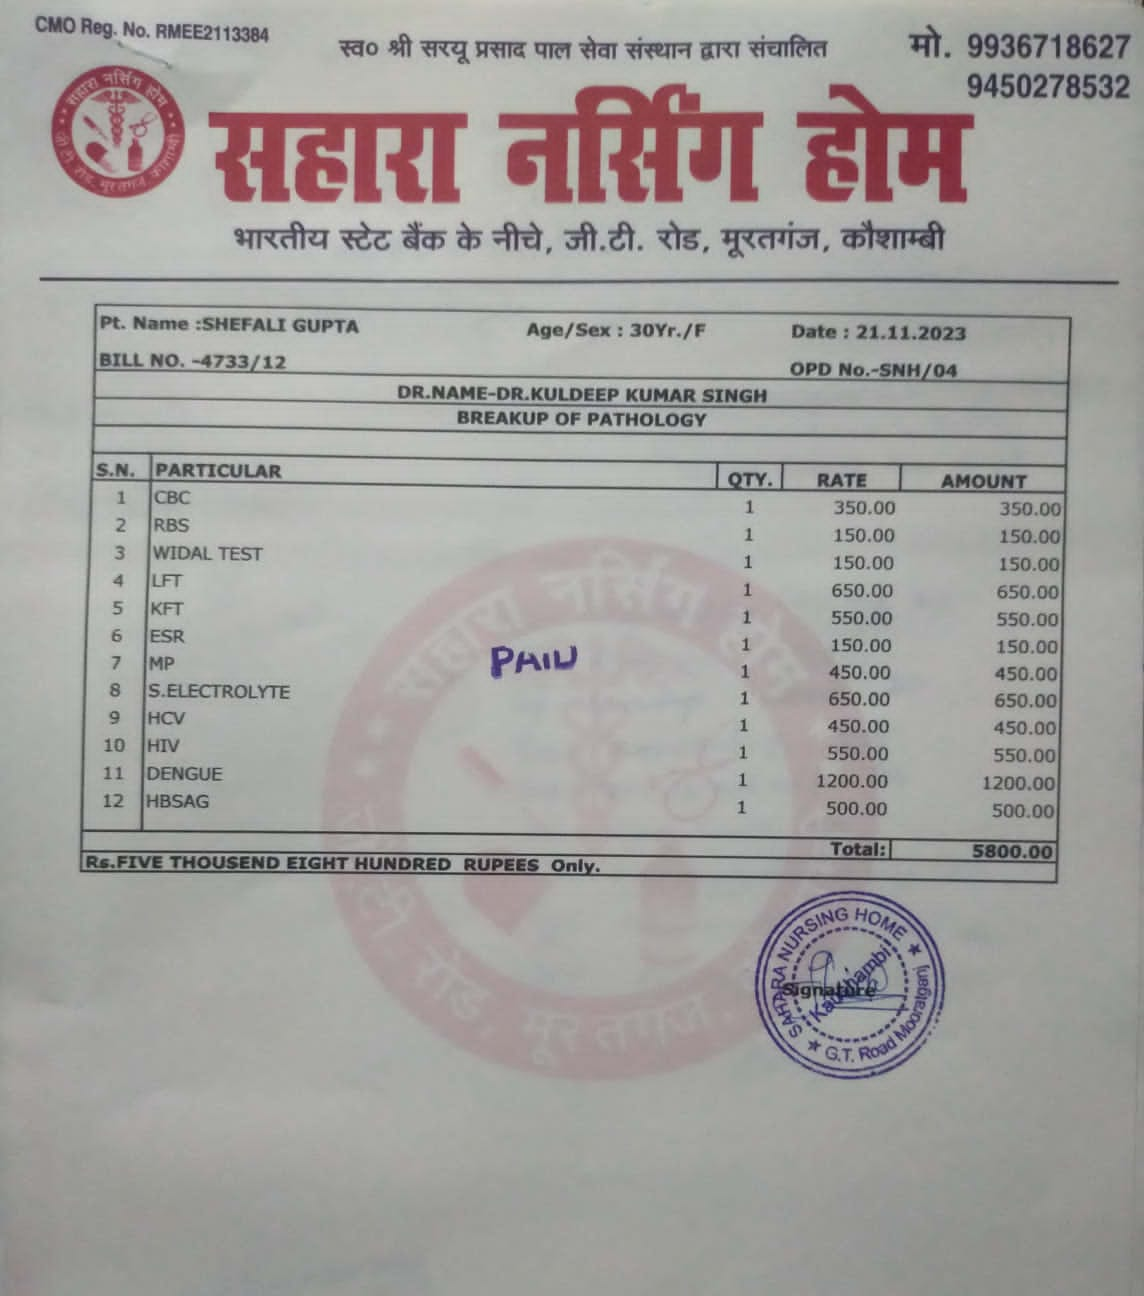 CMO Reg. No. RMEE2113384
स्व० श्री सरयू प्रसाद पाल सेवा संस्थान द्वारा संचालित
मो. 9936718627
9450278532
सहारा नर्सिंग होम
जी.टी. रोड, मूरतगंज, कौशाम्बी
सहारा नर्सिंग होम
भारतीय स्टेट बैंक के नीचे, जी.टी. रोड, मूरतगंज, कौशाम्बी
Pt. Name :SHEFALI GUPTA Age/Sex : 30Yr./F Date : 21.11.2023
BILL NO. -4733/12 OPD No.-SNH/04
DR.NAME-DR.KULDEEP KUMAR SINGH
BREAKUP OF PATHOLOGY
S.N. PARTICULAR QTY. RATE AMOUNT
1 CBC 1 350.00 350.00
2 RBS 1 150.00 150.00
3 WIDAL TEST 1 150.00 150.00
4 LFT 1 650.00 650.00
5 KFT 1 550.00 550.00
6 ESR 1 150.00 150.00
7 MP 1 450.00 450.00
8 S.ELECTROLYTE 1 650.00 650.00
9 HCV 1 450.00 450.00
10 HIV 1 550.00 550.00
11 DENGUE 1 1200.00 1200.00
12 HBSAG 1 500.00 500.00
PAID
Total: 5800.00
Rs.FIVE THOUSEND EIGHT HUNDRED RUPEES Only.
सहारा नर्सिंग होम
रोड, मूरतगंज,
SAHARA NURSING HOME
Kaushambi
Signature
G.T. Road Mooratganj